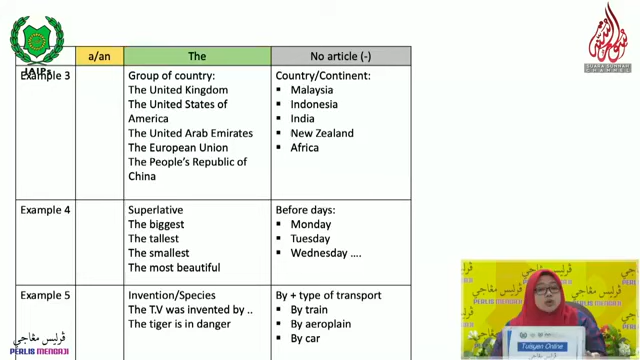 a/an The No article (-)
JAIPs
Example 3 Group of country: Country/Continent:
The United Kingdom ▪ Malaysia
The United States of ▪ Indonesia
America ▪ India
The United Arab Emirates ▪ New Zealand
The European Union ▪ Africa
The People's Republic of
China
Example 4 Superlative Before days:
The biggest ▪ Monday
The tallest ▪ Tuesday
The smallest ▪ Wednesday ....
The most beautiful
Example 5 Invention/Species By + type of transport
The T.V was invented by .. ▪ By train
The tiger is in danger ▪ By aeroplain
▪ By car
ڤرليس مڠاجي
PERLIS MENGAJI
Tuisyen Online